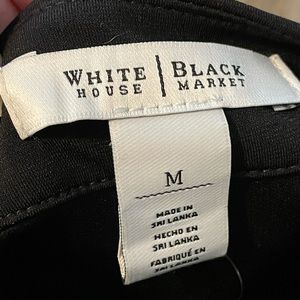 WHITE | BLACK
HOUSE | MARKET
M
MADE IN
SRI LANKA
HECHO EN
SRI LANKA
FABRIQUÉ EN
SRI LANKA